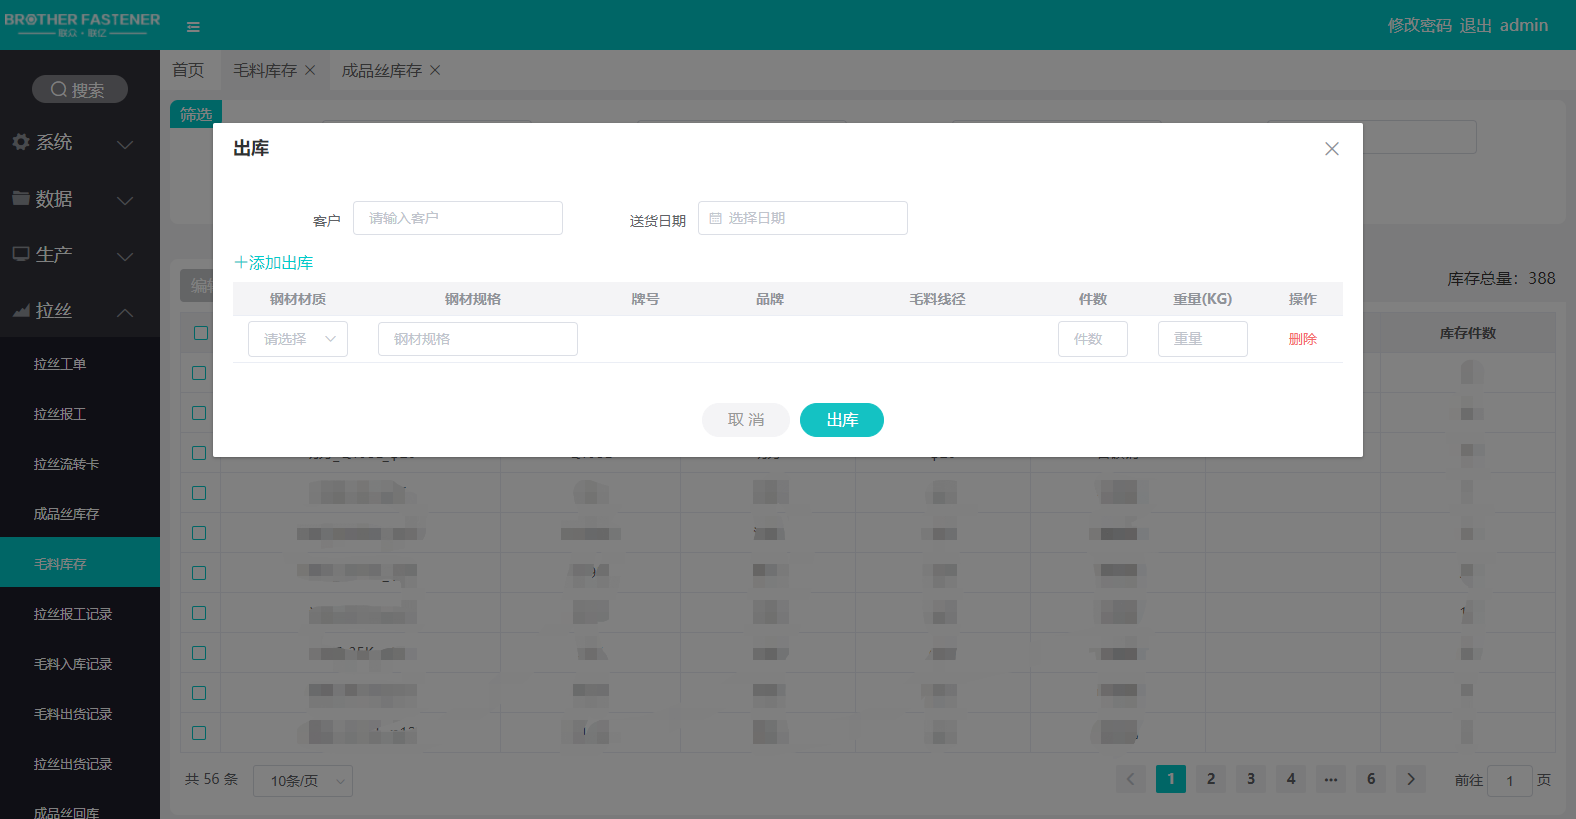 BROTHER FASTENER
联众·联亿
修改密码 退出 admin
搜索
系统
数据
生产
拉丝
拉丝工单
拉丝报工
拉丝流转卡
成品丝库存
毛料库存
拉丝报工记录
毛料入库记录
毛料出货记录
拉丝出货记录
成品丝回库
首页 毛料库存 成品丝库存
筛选
出库
客户 请输入客户 送货日期 选择日期
添加出库
钢材材质 钢材规格 牌号 品牌 毛料线径 件数 重量(KG) 操作
请选择 钢材规格 件数 重量 删除
取消 出库
库存总量：388
库存件数
共 56 条 10条/页 1 2 3 4 ··· 6 前往 1 页